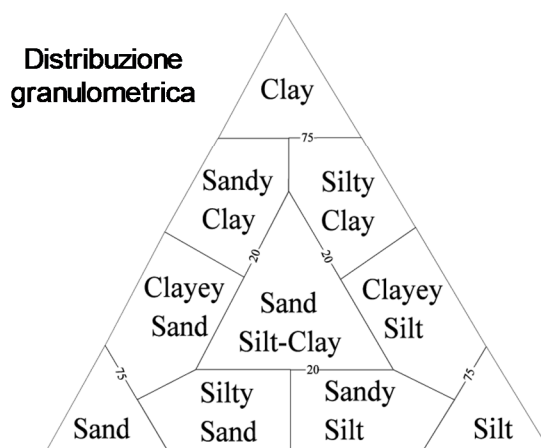 Distribuzione
granulometrica
Clay
75
Sandy
Clay
Silty
Clay
20
20
Clayey
Sand
Sand
Silt-Clay
Clayey
Silt
20
75
75
Silty
Sand
Sandy
Silt
Sand
Silt